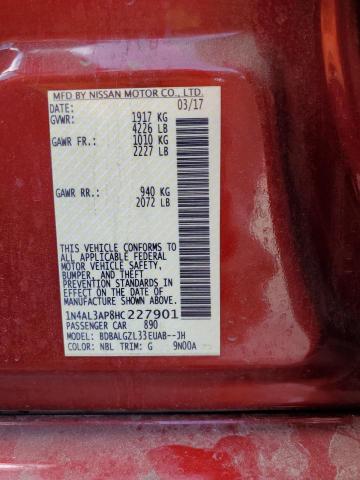 MFD BY NISSAN MOTOR CO., LTD.
DATE: 03/17
GVWR: 1917 KG
4226 LB
GAWR FR.: 1010 KG
2227 LB
GAWR RR.: 940 KG
2072 LB
THIS VEHICLE CONFORMS TO
ALL APPLICABLE FEDERAL
MOTOR VEHICLE SAFETY,
BUMPER, AND THEFT
PREVENTION STANDARDS
IN EFFECT ON THE DATE OF
MANUFACTURE SHOWN ABOVE.
1N4AL3AP8HC227901
PASSENGER CAR 890
MODEL: BDBALGZL33EUAB--JH
COLOR: NBL TRIM: G 9N00A